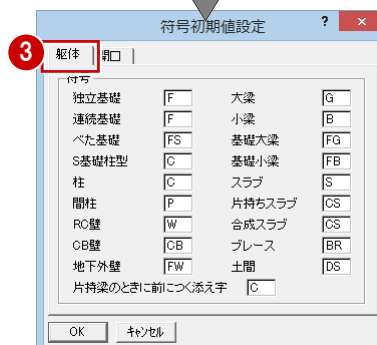 符号初期値設定 ? ×
3
躯体 開口
符号
独立基礎 F 大梁 G
連続基礎 F 小梁 B
べた基礎 FS 基礎大梁 FG
S基礎柱型 C 基礎小梁 FB
柱 C スラブ S
間柱 P 片持ちスラブ CS
RC壁 W 合成スラブ CS
CB壁 CB ブレース BR
地下外壁 FW 土間 DS
片持梁のときに前につく添え字 C
OK キャンセル